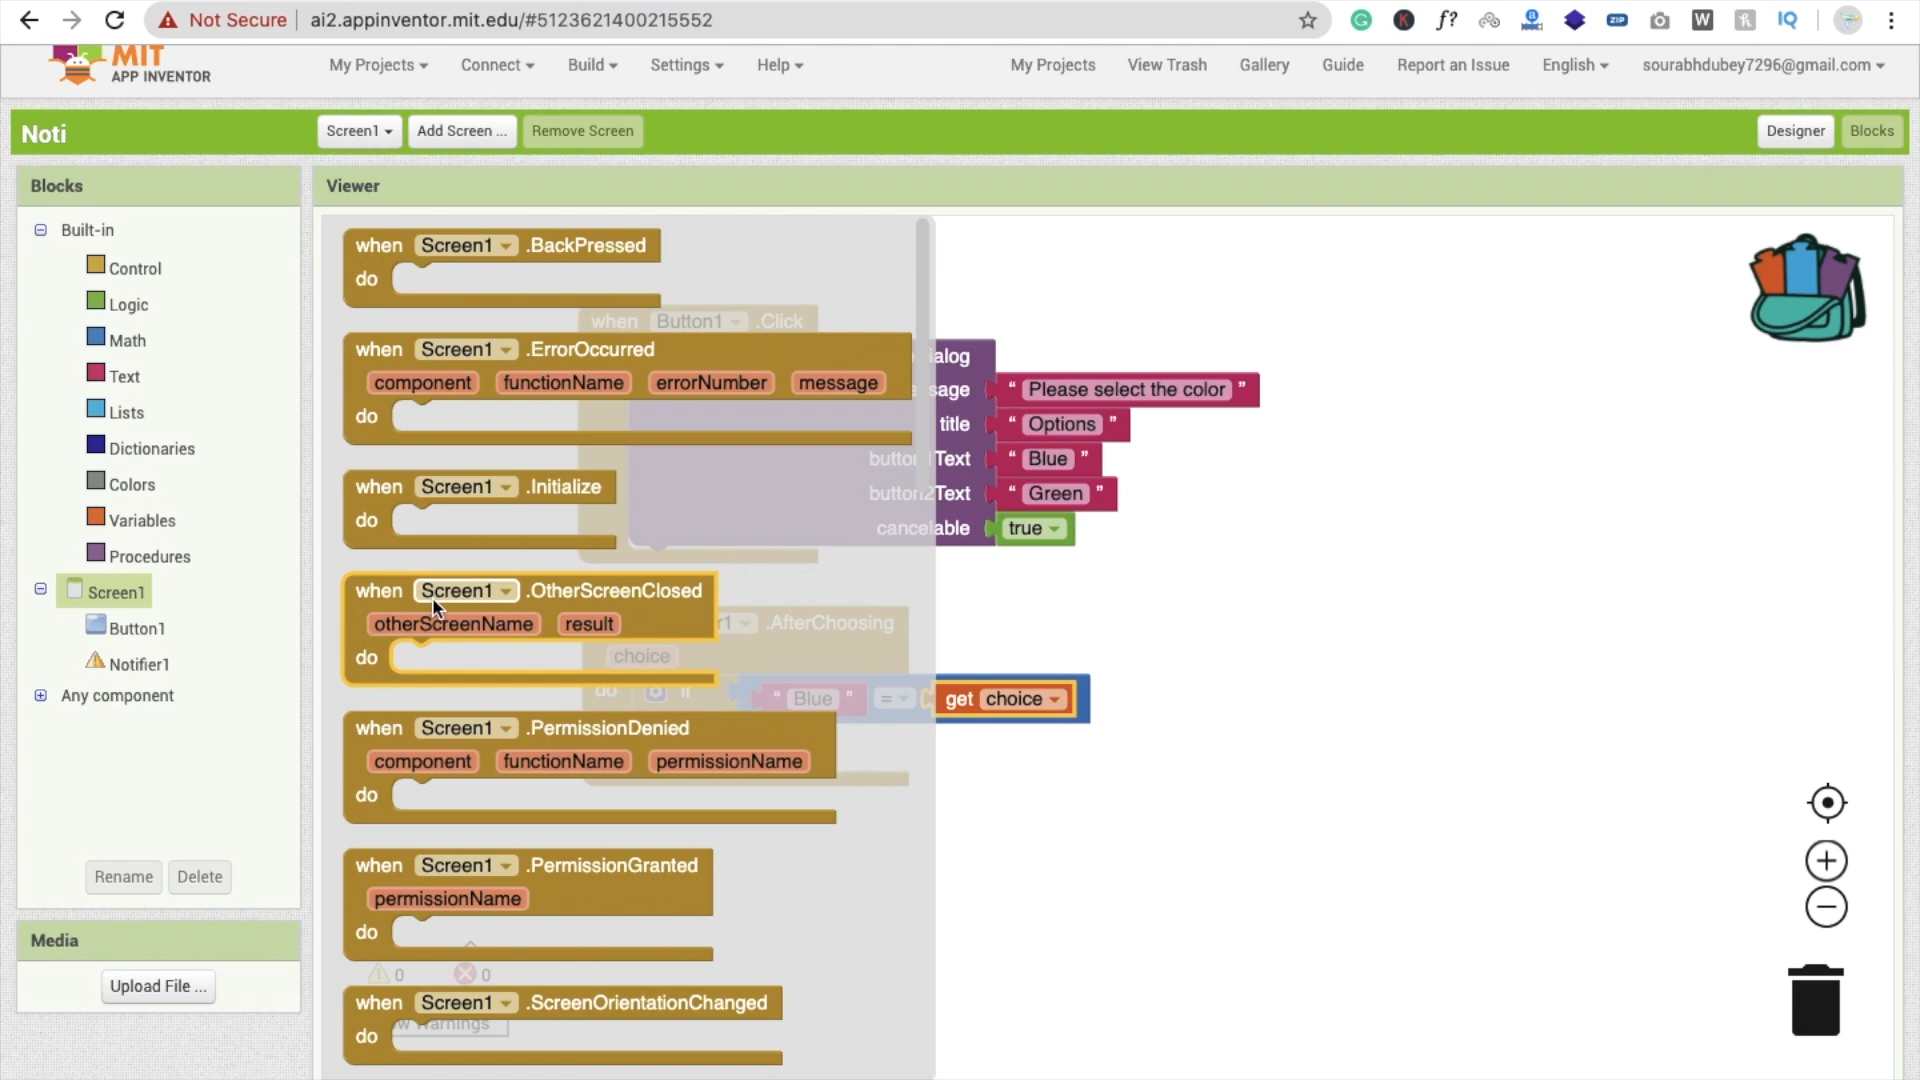 Not Secure
ai2.appinventor.mit.edu/#5123621400215552
MIT
APP INVENTOR
My Projects
Connect
Build
Settings
Help
My Projects
View Trash
Gallery
Guide
Report an Issue
English
sourabhdubey7296@gmail.com
Noti
Screen1
Add Screen ...
Remove Screen
Designer
Blocks
Blocks
Viewer
Built-in
Control
Logic
Math
Text
Lists
Dictionaries
Colors
Variables
Procedures
Screen1
Button1
Notifier1
Any component
Rename
Delete
Media
Upload File ...
when Screen1 .BackPressed
do
when Button1 .Click
when Screen1 .ErrorOccurred
component functionName errorNumber message
do
when Screen1 .Initialize
do
when Screen1 .OtherScreenClosed
otherScreenName result
do
when Screen1 .PermissionDenied
component functionName permissionName
do
when Screen1 .PermissionGranted
permissionName
do
0 0
when Screen1 .ScreenOrientationChanged
do
Warnings
“ Please select the color ”
title “ Options ”
button1Text “ Blue ”
button2Text “ Green ”
cancelable true
.AfterChoosing
choice
do if “ Blue ” = get choice